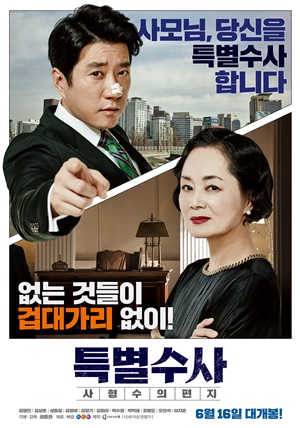 사모님, 당신을
특별수사
합니다
없는 것들이
겁대가리 없이!
특별수사
사형수의편지
6월 16일 대개봉!